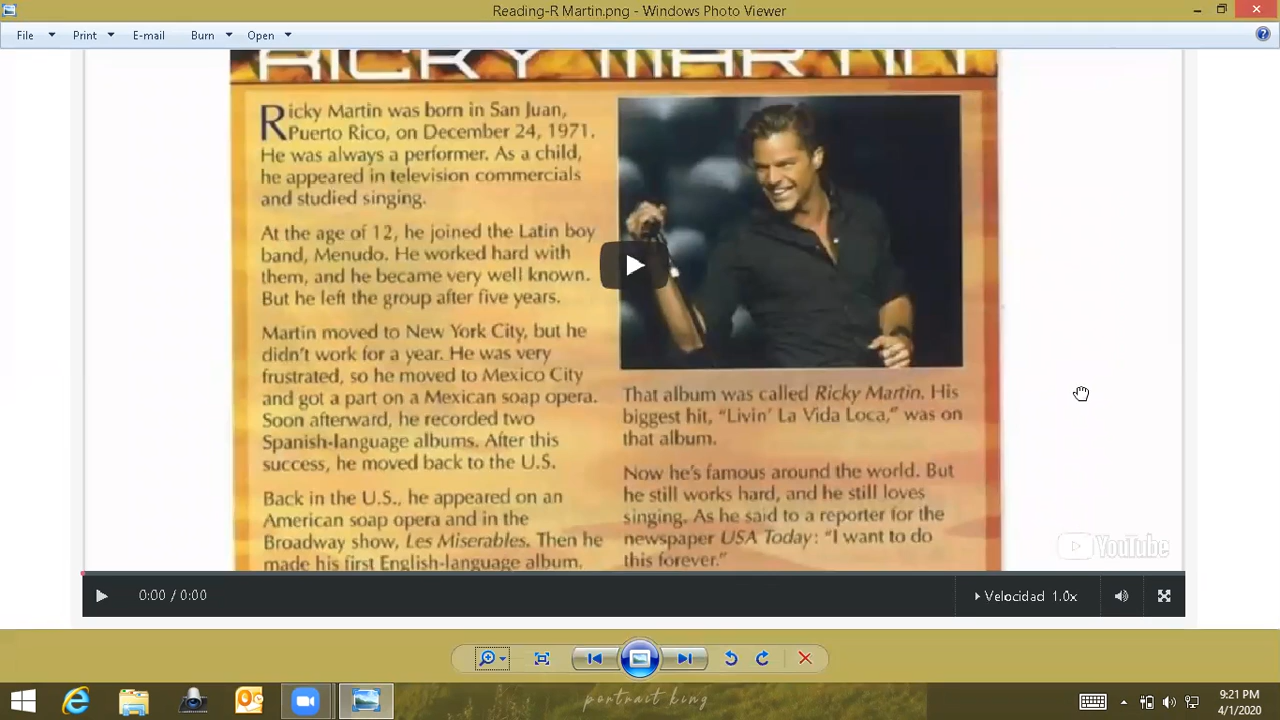 Reading-R Martin.png - Windows Photo Viewer
File Print E-mail Burn Open
RICKY MARTIN
Ricky Martin was born in San Juan,
Puerto Rico, on December 24, 1971.
He was always a performer. As a child,
he appeared in television commercials
and studied singing.
At the age of 12, he joined the Latin boy
band, Menudo. He worked hard with
them, and he became very well known.
But he left the group after five years.
Martin moved to New York City, but he
didn't work for a year. He was very
frustrated, so he moved to Mexico City
and got a part on a Mexican soap opera.
Soon afterward, he recorded two
Spanish-language albums. After this
success, he moved back to the U.S.
Back in the U.S., he appeared on an
American soap opera and in the
Broadway show, Les Miserables. Then he
made his first English-language album.
That album was called Ricky Martin. His
biggest hit, "Livin' La Vida Loca," was on
that album.
Now he's famous around the world. But
he still works hard, and he still loves
singing. As he said to a reporter for the
newspaper USA Today: "I want to do
this forever."
YouTube
0:00 / 0:00
Velocidad 1.0x
portrait king
9:21 PM
4/1/2020